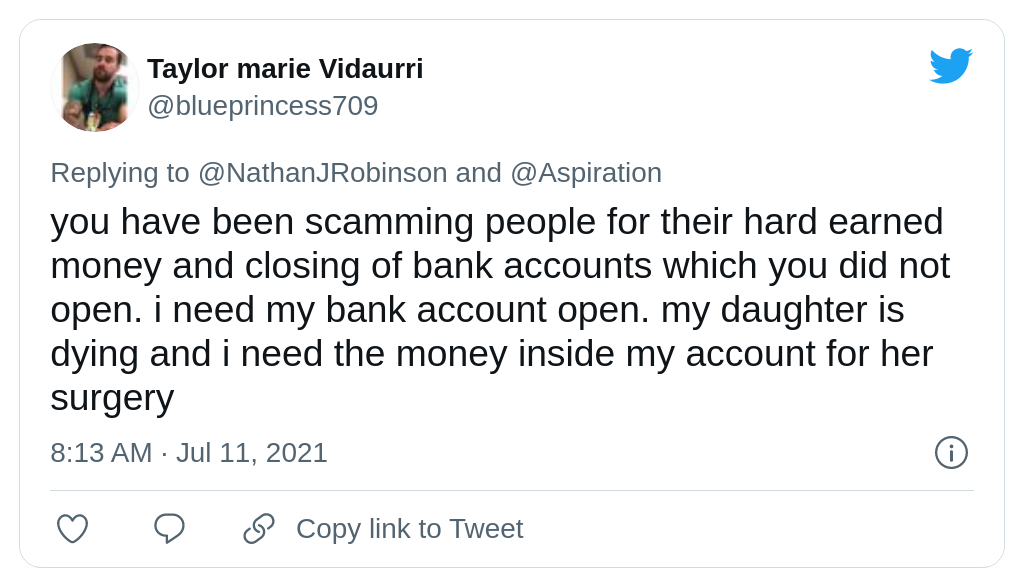 Taylor marie Vidaurri
@blueprincess709
Replying to @NathanJRobinson and @Aspiration
you have been scamming people for their hard earned
money and closing of bank accounts which you did not
open. i need my bank account open. my daughter is
dying and i need the money inside my account for her
surgery
8:13 AM · Jul 11, 2021
Copy link to Tweet